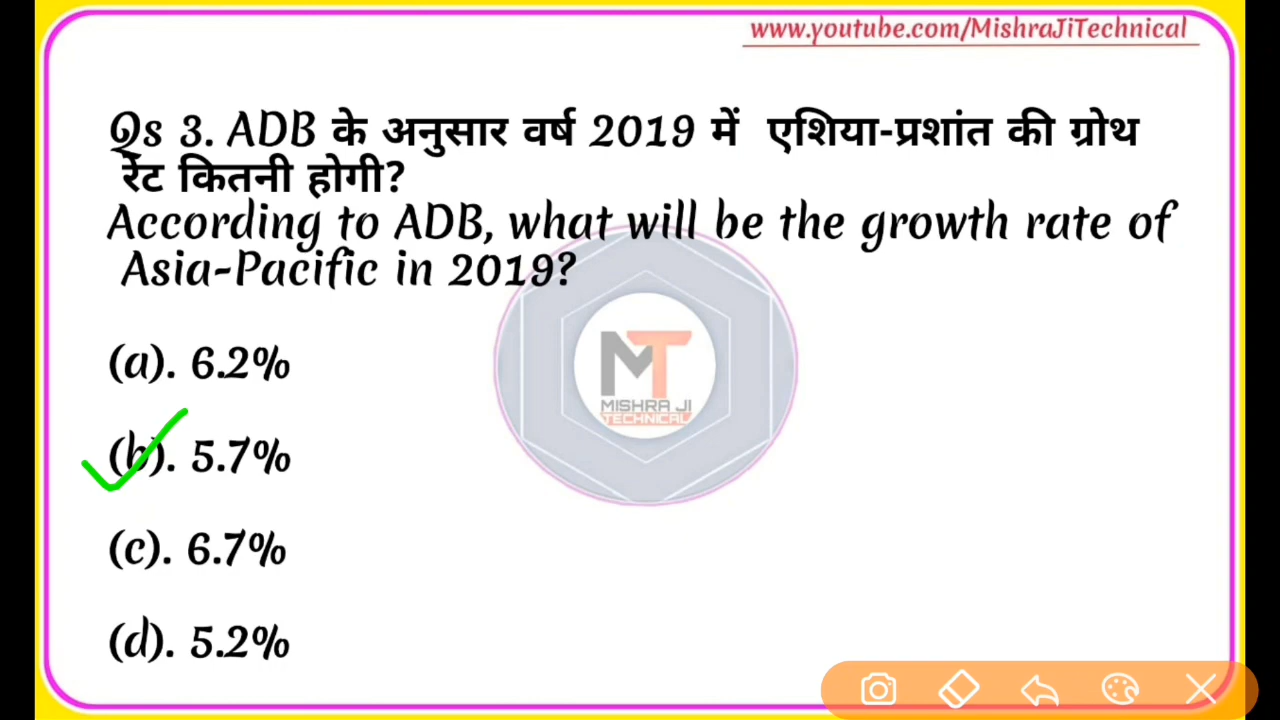 www.youtube.com/MishraJiTechnical
Qs 3. ADB के अनुसार वर्ष 2019 में एशिया-प्रशांत की ग्रोथ
रेट कितनी होगी?
According to ADB, what will be the growth rate of
Asia-Pacific in 2019?
MT
MISHRA JI
TECHNICAL
(a). 6.2%
(b). 5.7%
(c). 6.7%
(d). 5.2%